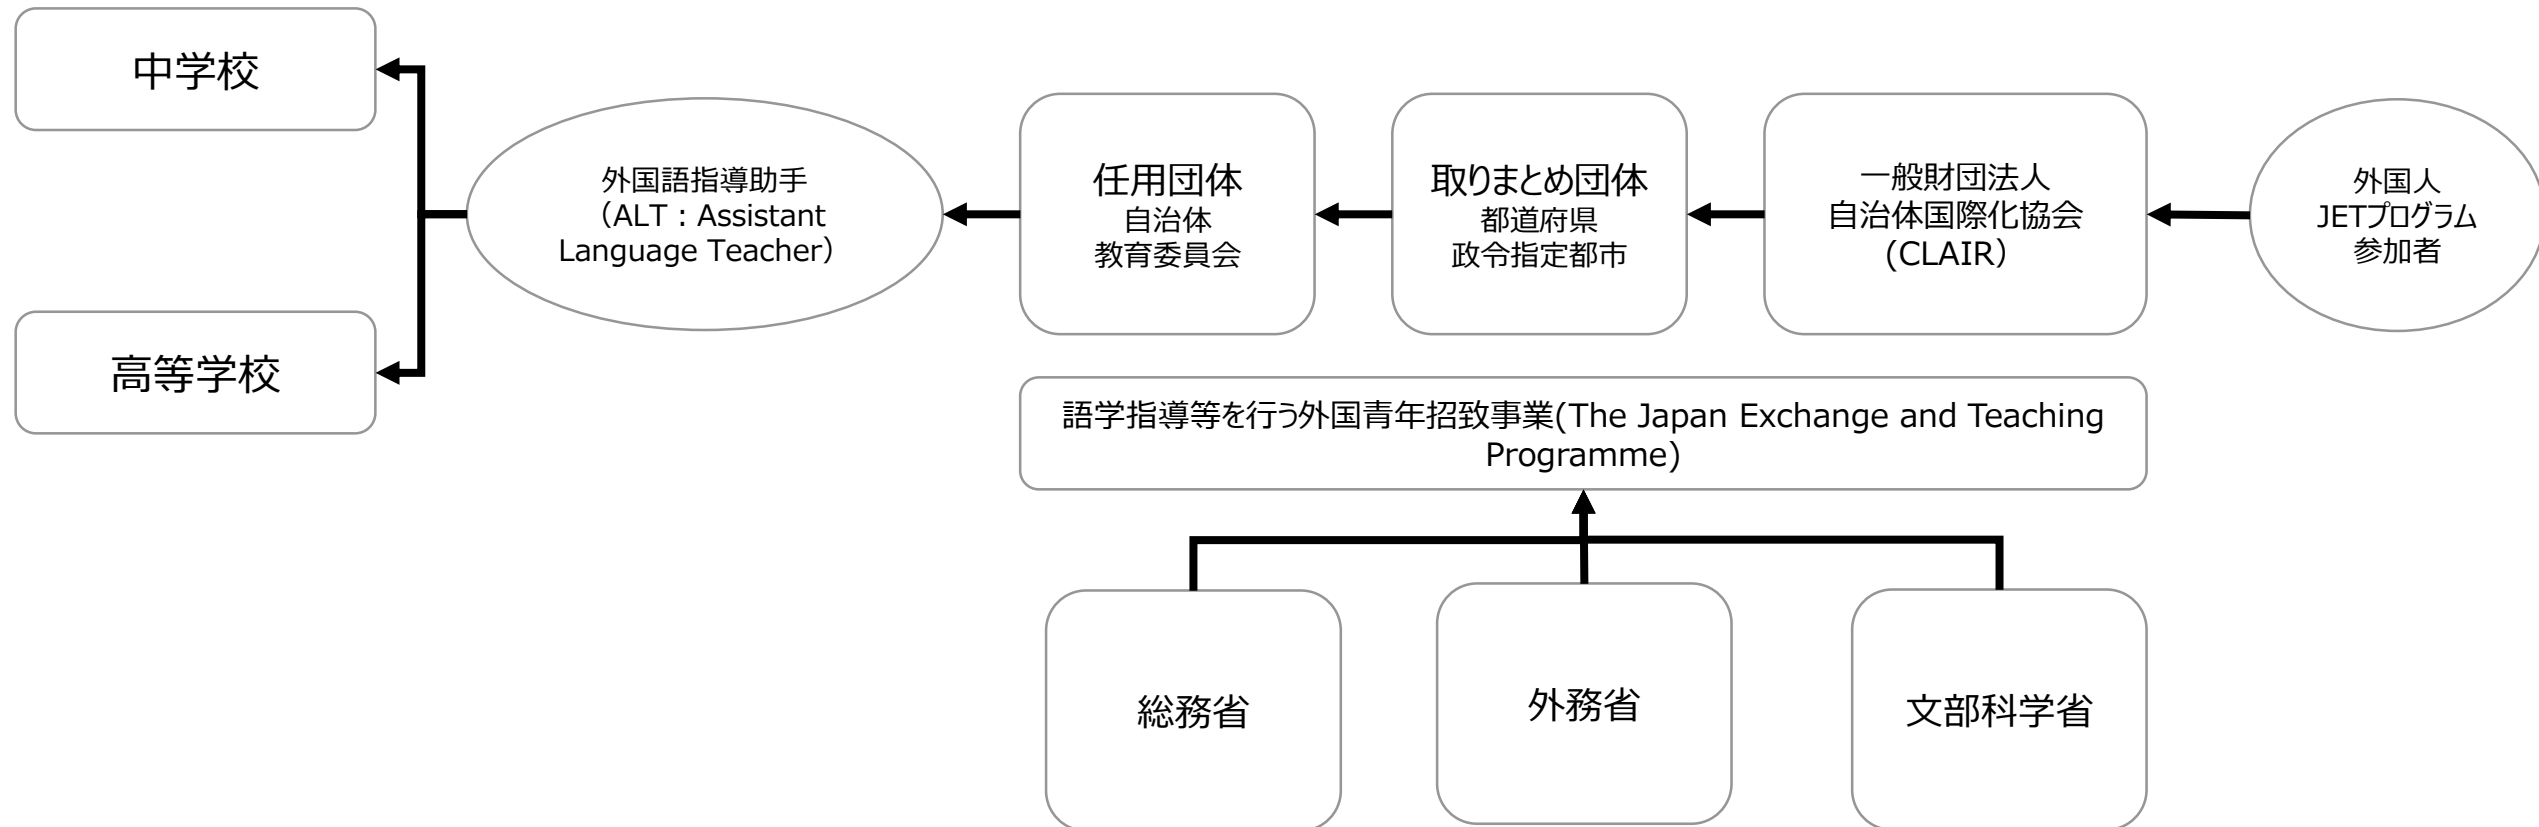 中学校
高等学校
外国語指導助手
（ALT：Assistant
Language Teacher）
任用団体
自治体
教育委員会
取りまとめ団体
都道府県
政令指定都市
一般財団法人
自治体国際化協会
(CLAIR）
外国人
JETプログラム
参加者
語学指導等を行う外国青年招致事業(The Japan Exchange and Teaching
Programme)
総務省
外務省
文部科学省